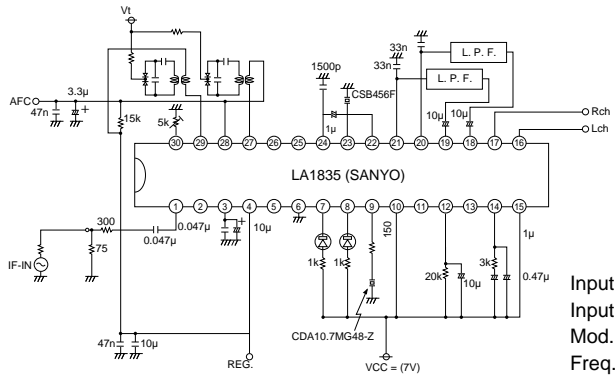 Vt
1500p
33n
33n
L. P. F.
L. P. F.
CSB456F
3.3μ
AFC
47n
15k
5k
1μ
10μ
10μ
Rch
Lch
30 29 28 27 26 25 24 23 22 21 20 19 18 17 16
LA1835 (SANYO)
1 2 3 4 5 6 7 8 9 10 11 12 13 14 15
300
0.047μ
0.047μ
10μ
150
1μ
75
IF-IN
1k
1k
20k
10μ
3k
0.47μ
CDA10.7MG48-Z
47n
10μ
REG.
VCC = (7V)
Input
Input
Mod.
Freq.